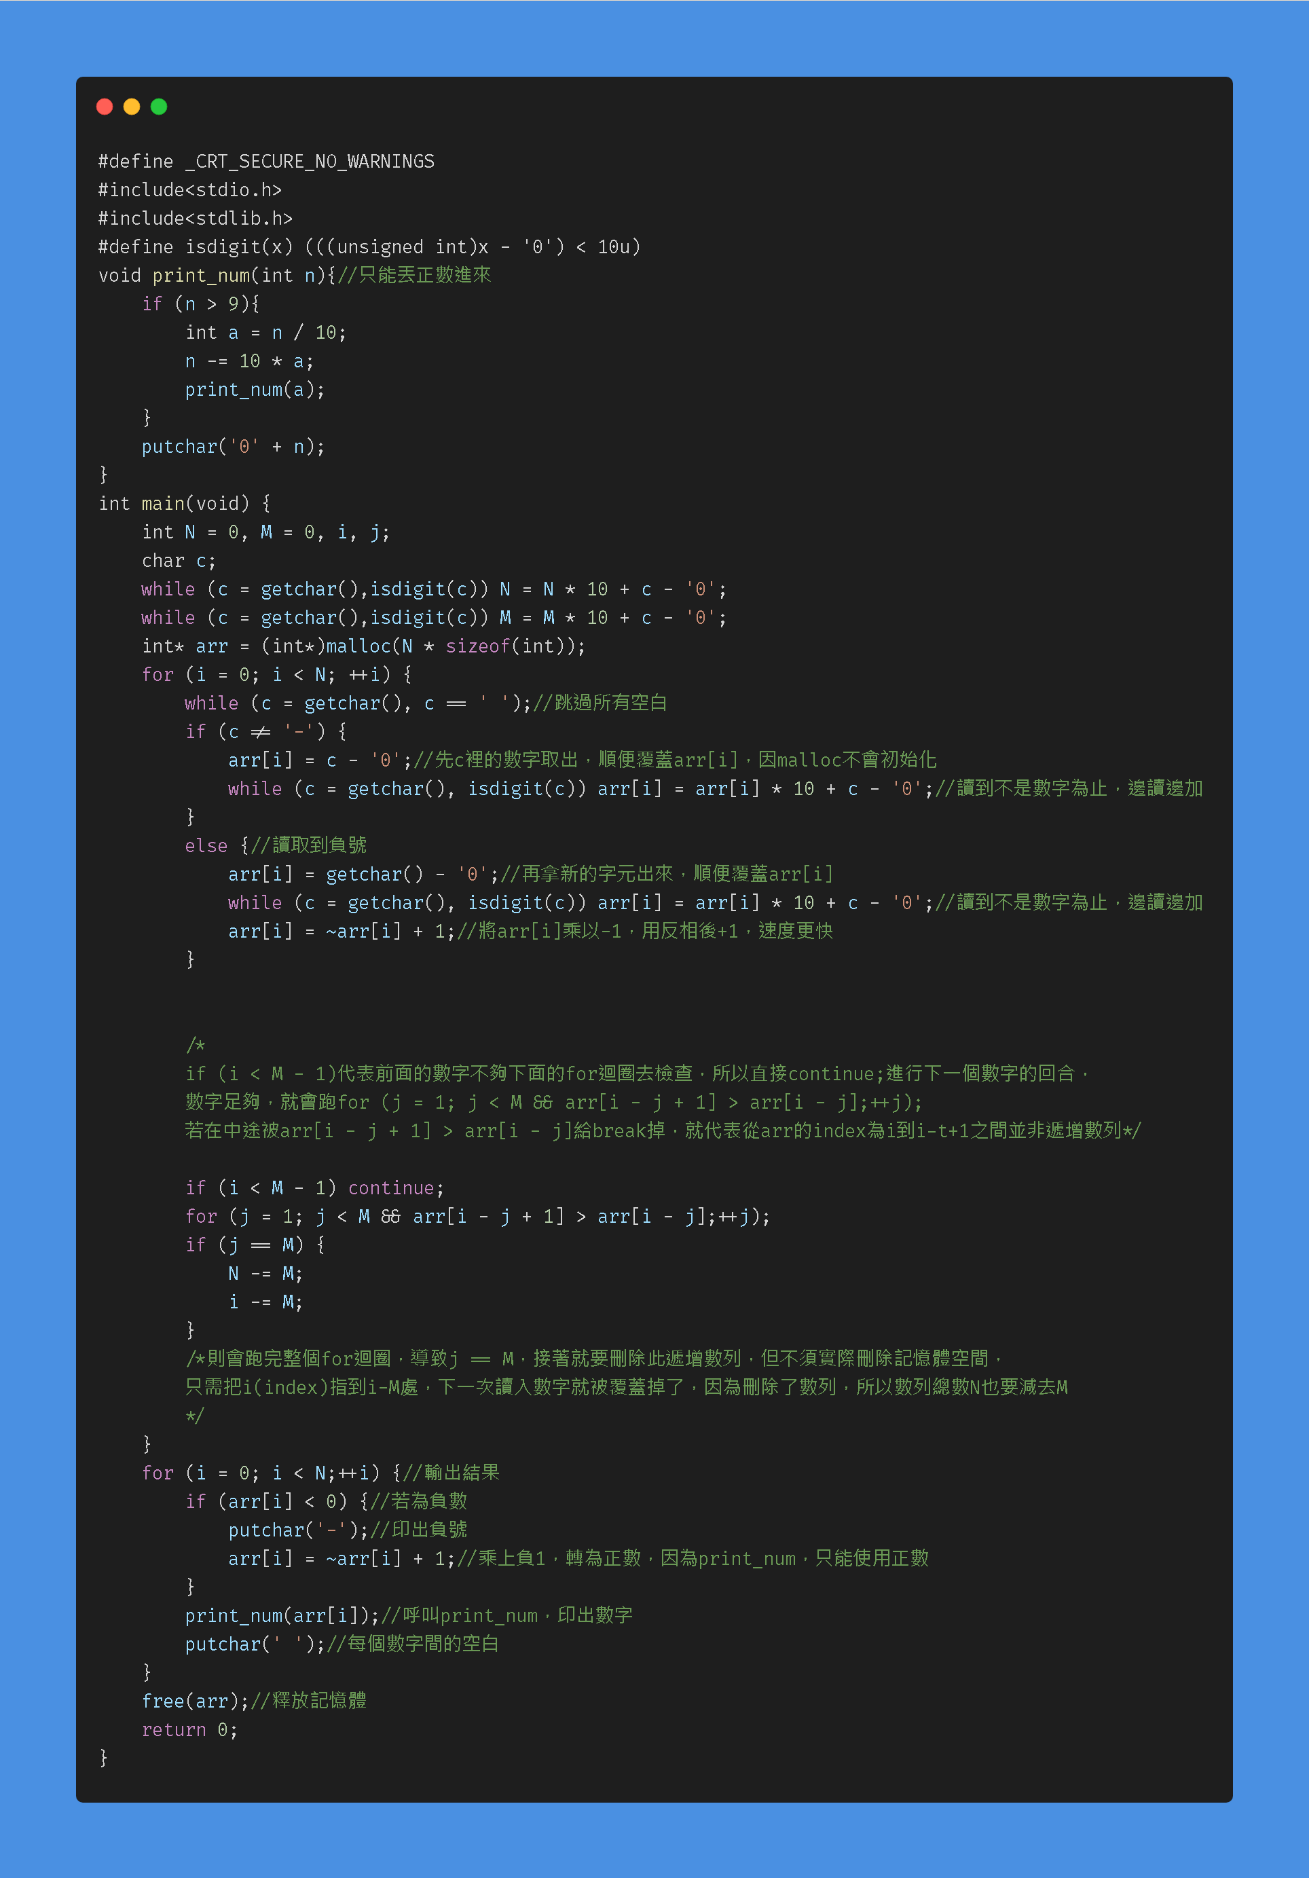 #define _CRT_SECURE_NO_WARNINGS
#include<stdio.h>
#include<stdlib.h>
#define isdigit(x) (((unsigned int)x - '0') < 10u)
void print_num(int n){//只能丟正數進來
    if (n > 9){
        int a = n / 10;
        n -= 10 * a;
        print_num(a);
    }
    putchar('0' + n);
}
int main(void) {
    int N = 0, M = 0, i, j;
    char c;
    while (c = getchar(),isdigit(c)) N = N * 10 + c - '0';
    while (c = getchar(),isdigit(c)) M = M * 10 + c - '0';
    int* arr = (int*)malloc(N * sizeof(int));
    for (i = 0; i < N; ++i) {
        while (c = getchar(), c == ' ');//跳過所有空白
        if (c != '-') {
            arr[i] = c - '0';//先c裡的數字取出，順便覆蓋arr[i]，因malloc不會初始化
            while (c = getchar(), isdigit(c)) arr[i] = arr[i] * 10 + c - '0';//讀到不是數字為止，邊讀邊加
        }
        else {//讀取到負號
            arr[i] = getchar() - '0';//再拿新的字元出來，順便覆蓋arr[i]
            while (c = getchar(), isdigit(c)) arr[i] = arr[i] * 10 + c - '0';//讀到不是數字為止，邊讀邊加
            arr[i] = ~arr[i] + 1;//將arr[i]乘以-1，用反相後+1，速度更快
        }
        /*
        if (i < M - 1)代表前面的數字不夠下面的for迴圈去檢查，所以直接continue;進行下一個數字的回合，
        數字足夠，就會跑for (j = 1; j < M && arr[i - j + 1] > arr[i - j];++j);
        若在中途被arr[i - j + 1] > arr[i - j]給break掉，就代表從arr的index為i到i-t+1之間並非遞增數列*/
        if (i < M - 1) continue;
        for (j = 1; j < M && arr[i - j + 1] > arr[i - j];++j);
        if (j == M) {
            N -= M;
            i -= M;
        }
        /*則會跑完整個for迴圈，導致j == M，接著就要刪除此遞增數列，但不須實際刪除記憶體空間，
        只需把i(index)指到i-M處，下一次讀入數字就被覆蓋掉了，因為刪除了數列，所以數列總數N也要減去M
        */
    }
    for (i = 0; i < N;++i) {//輸出結果
        if (arr[i] < 0) {//若為負數
            putchar('-');//印出負號
            arr[i] = ~arr[i] + 1;//乘上負1，轉為正數，因為print_num，只能使用正數
        }
        print_num(arr[i]);//呼叫print_num，印出數字
        putchar(' ');//每個數字間的空白
    }
    free(arr);//釋放記憶體
    return 0;
}